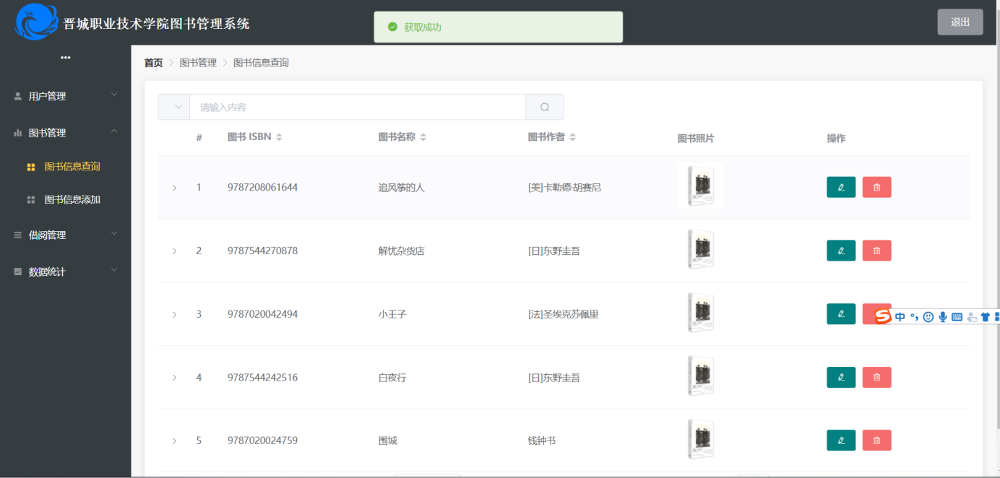 晋城职业技术学院图书管理系统
获取成功
退出
首页 > 图书管理 > 图书信息查询
用户管理
图书管理
图书信息查询
图书信息添加
借阅管理
数据统计
请输入内容
# 图书 ISBN 图书名称 图书作者 图书照片 操作
1 9787208061644 追风筝的人 [美]卡勒德·胡赛尼
2 9787544270878 解忧杂货店 [日]东野圭吾
3 9787020042494 小王子 [法]圣埃克苏佩里
中
4 9787544242516 白夜行 [日]东野圭吾
5 9787020024759 围城 钱钟书